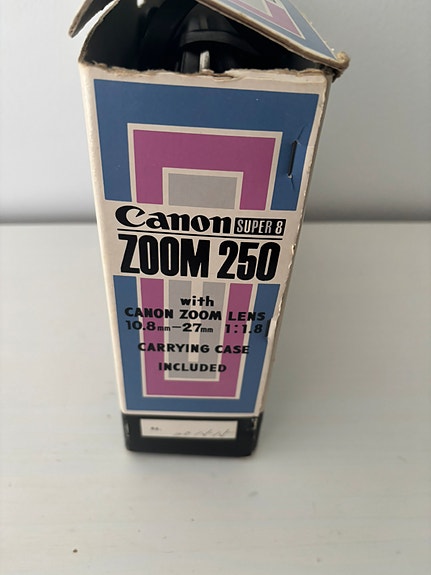 Canon SUPER 8
ZOOM 250
with
CANON ZOOM LENS
10.8mm–27mm 1:1.8
CARRYING CASE
INCLUDED